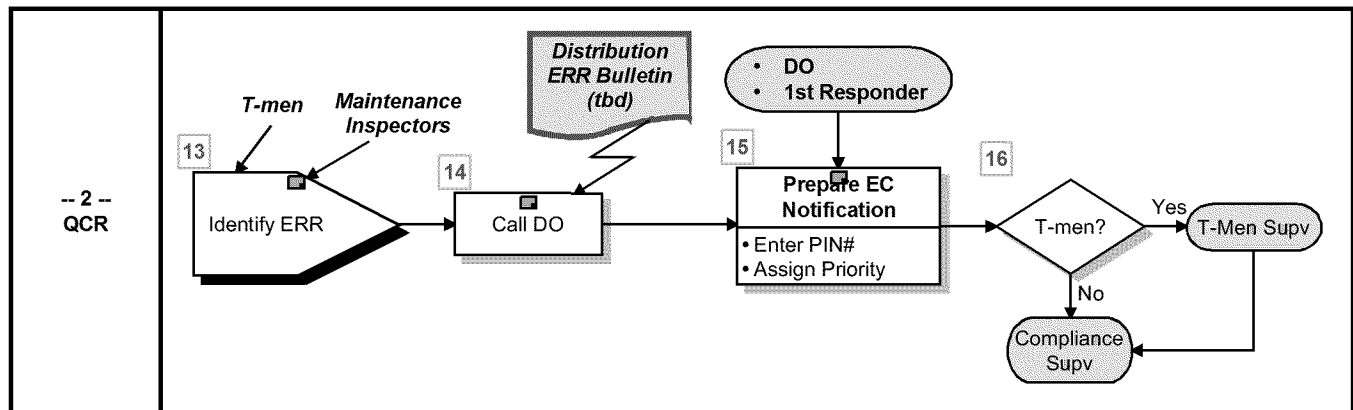 -- 2 --
QCR
T-men
Maintenance
Inspectors
13
Identify ERR
14
Call DO
Distribution
ERR Bulletin
(tbd)
• DO
• 1st Responder
15
Prepare EC
Notification
• Enter PIN#
• Assign Priority
16
T-men?
Yes
T-Men Supv
No
Compliance
Supv